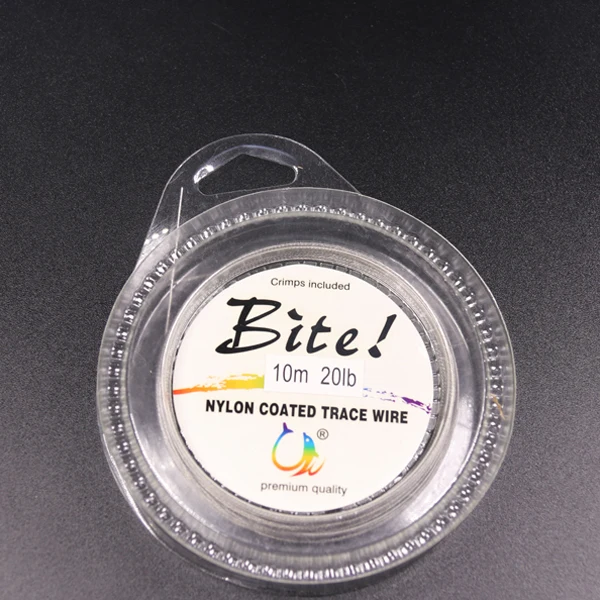 Crimps included
Bite!
10m 20lb
NYLON COATED TRACE WIRE
®
premium quality